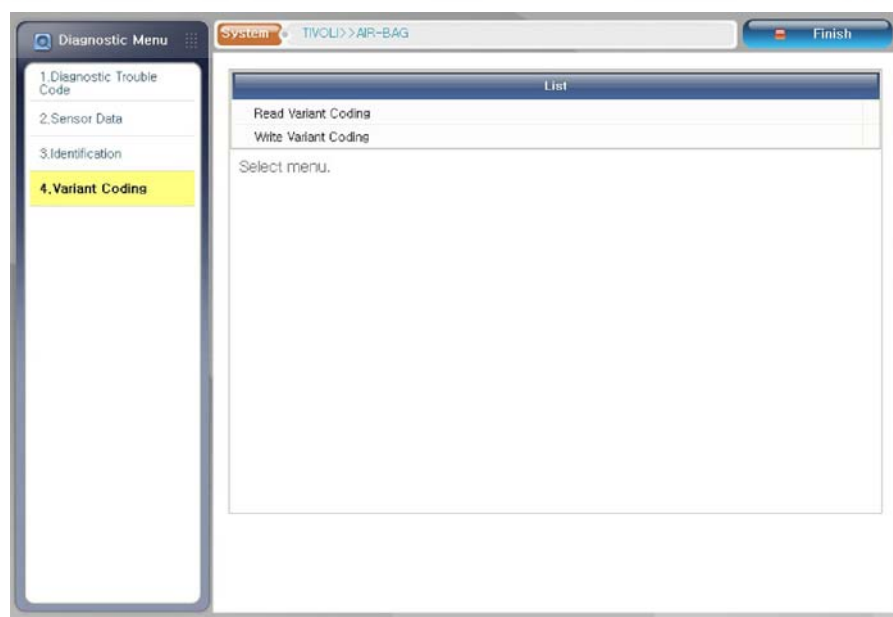 Diagnostic Menu
System
TIVOLI>>AIR-BAG
Finish
1.Diagnostic Trouble
Code
2.Sensor Data
3.Identification
4.Variant Coding
List
Read Variant Coding
Write Variant Coding
Select menu.